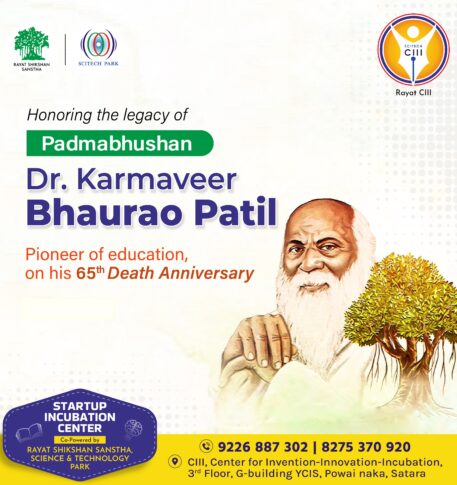 RAYAT SHIKSHAN
SANSTHA
SCITECH PARK
SCINEA
CIII
Rayat CIII
Honoring the legacy of
Padmabhushan
Dr. Karmaveer
Bhaurao Patil
Pioneer of education,
on his 65th Death Anniversary
STARTUP
INCUBATION
CENTER
Co-Powered by
RAYAT SHIKSHAN SANSTHA,
SCIENCE & TECHNOLOGY
PARK
9226 887 302 | 8275 370 920
CIII, Center for Invention-Innovation-Incubation,
3rd Floor, G-building YCIS, Powai naka, Satara